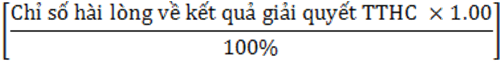 [Chỉ số hài lòng về kết quả giải quyết TTHC × 1.00]
100%